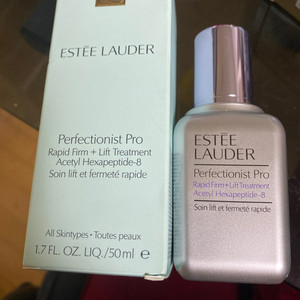 ESTĒE LAUDER
Perfectionist Pro
Rapid Firm + Lift Treatment
Acetyl Hexapeptide-8
Soin lift et fermeté rapide
All Skintypes • Toutes peaux
1.7 FL. OZ. LIQ./50ml e
ESTĒE
LAUDER
Perfectionist Pro
Rapid Firm + Lift Treatment
Acetyl Hexapeptide-8
Soin lift et fermeté rapide